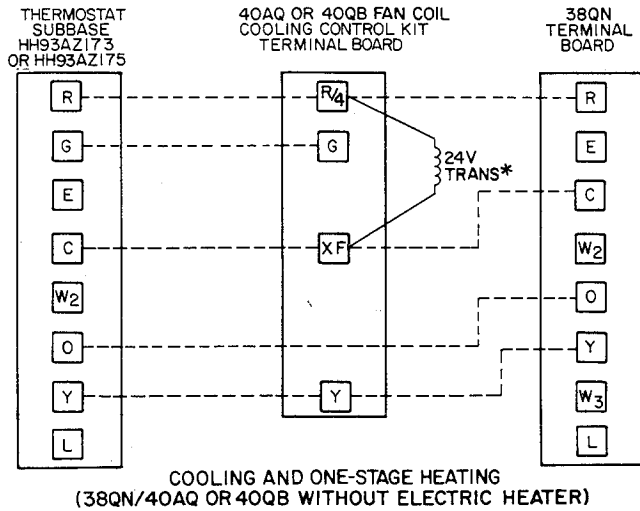 THERMOSTAT
SUBBASE
HH93AZ173
OR HH93AZ175
40AQ OR 40QB FAN COIL
COOLING CONTROL KIT
TERMINAL BOARD
38QN
TERMINAL
BOARD
R
G
E
C
W2
O
Y
L
R/4
G
XF
Y
24V
TRANS*
R
E
C
W2
O
Y
W3
L
COOLING AND ONE-STAGE HEATING
(38QN/40AQ OR 40QB WITHOUT ELECTRIC HEATER)